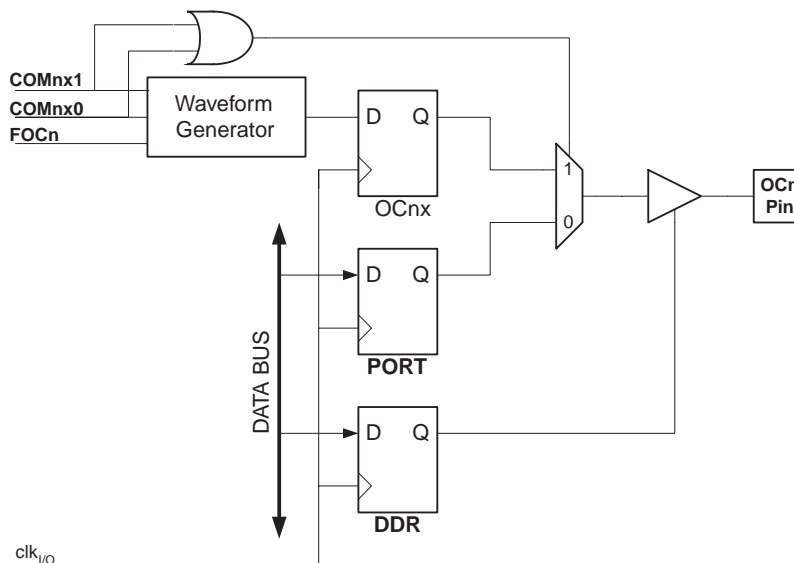 COMnx1
COMnx0
FOCn
Waveform
Generator
D Q
OCnx
1
0
OCn
Pin
D Q
PORT
DATA BUS
D Q
DDR
clkI/O